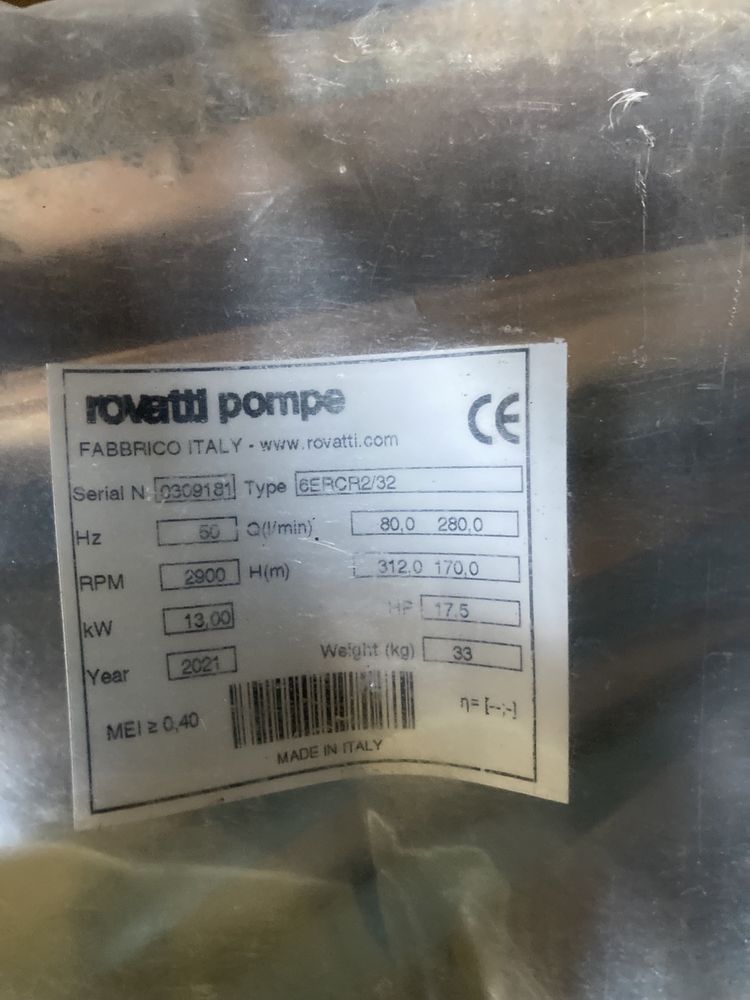 rovatti pompe
CE
FABBRICO ITALY - www.rovatti.com
Serial N 0309181 Type 6ERCR2/32
Hz 50 Q(l/min) 80,0 280,0
RPM 2900 H(m) 312,0 170,0
kW 13,00 HP 17,5
Year 2021 Weight (kg) 33
MEI ≥ 0,40 η= [--;-]
MADE IN ITALY